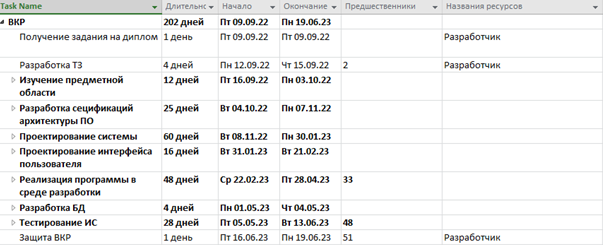 Task Name Длительнос Начало Окончание Предшественники Названия ресурсов
ВКР 202 дней Пт 09.09.22 Пн 19.06.23
Получение задания на диплом 1 день Пт 09.09.22 Пт 09.09.22 Разработчик
Разработка ТЗ 4 дней Пн 12.09.22 Чт 15.09.22 2 Разработчик
Изучение предметной 12 дней Пт 16.09.22 Пн 03.10.22
области
Разработка сецификаций 25 дней Вт 04.10.22 Пн 07.11.22
архитектуры ПО
Проектирование системы 60 дней Вт 08.11.22 Пн 30.01.23
Проектирование интерфейса 16 дней Вт 31.01.23 Вт 21.02.23
пользователя
Реализация программы в 48 дней Ср 22.02.23 Пт 28.04.23 33
среде разработки
Разработка БД 4 дней Пн 01.05.23 Чт 04.05.23
Тестирование ИС 28 дней Пт 05.05.23 Вт 13.06.23 48
Защита ВКР 1 день Пт 16.06.23 Пн 19.06.23 51 Разработчик